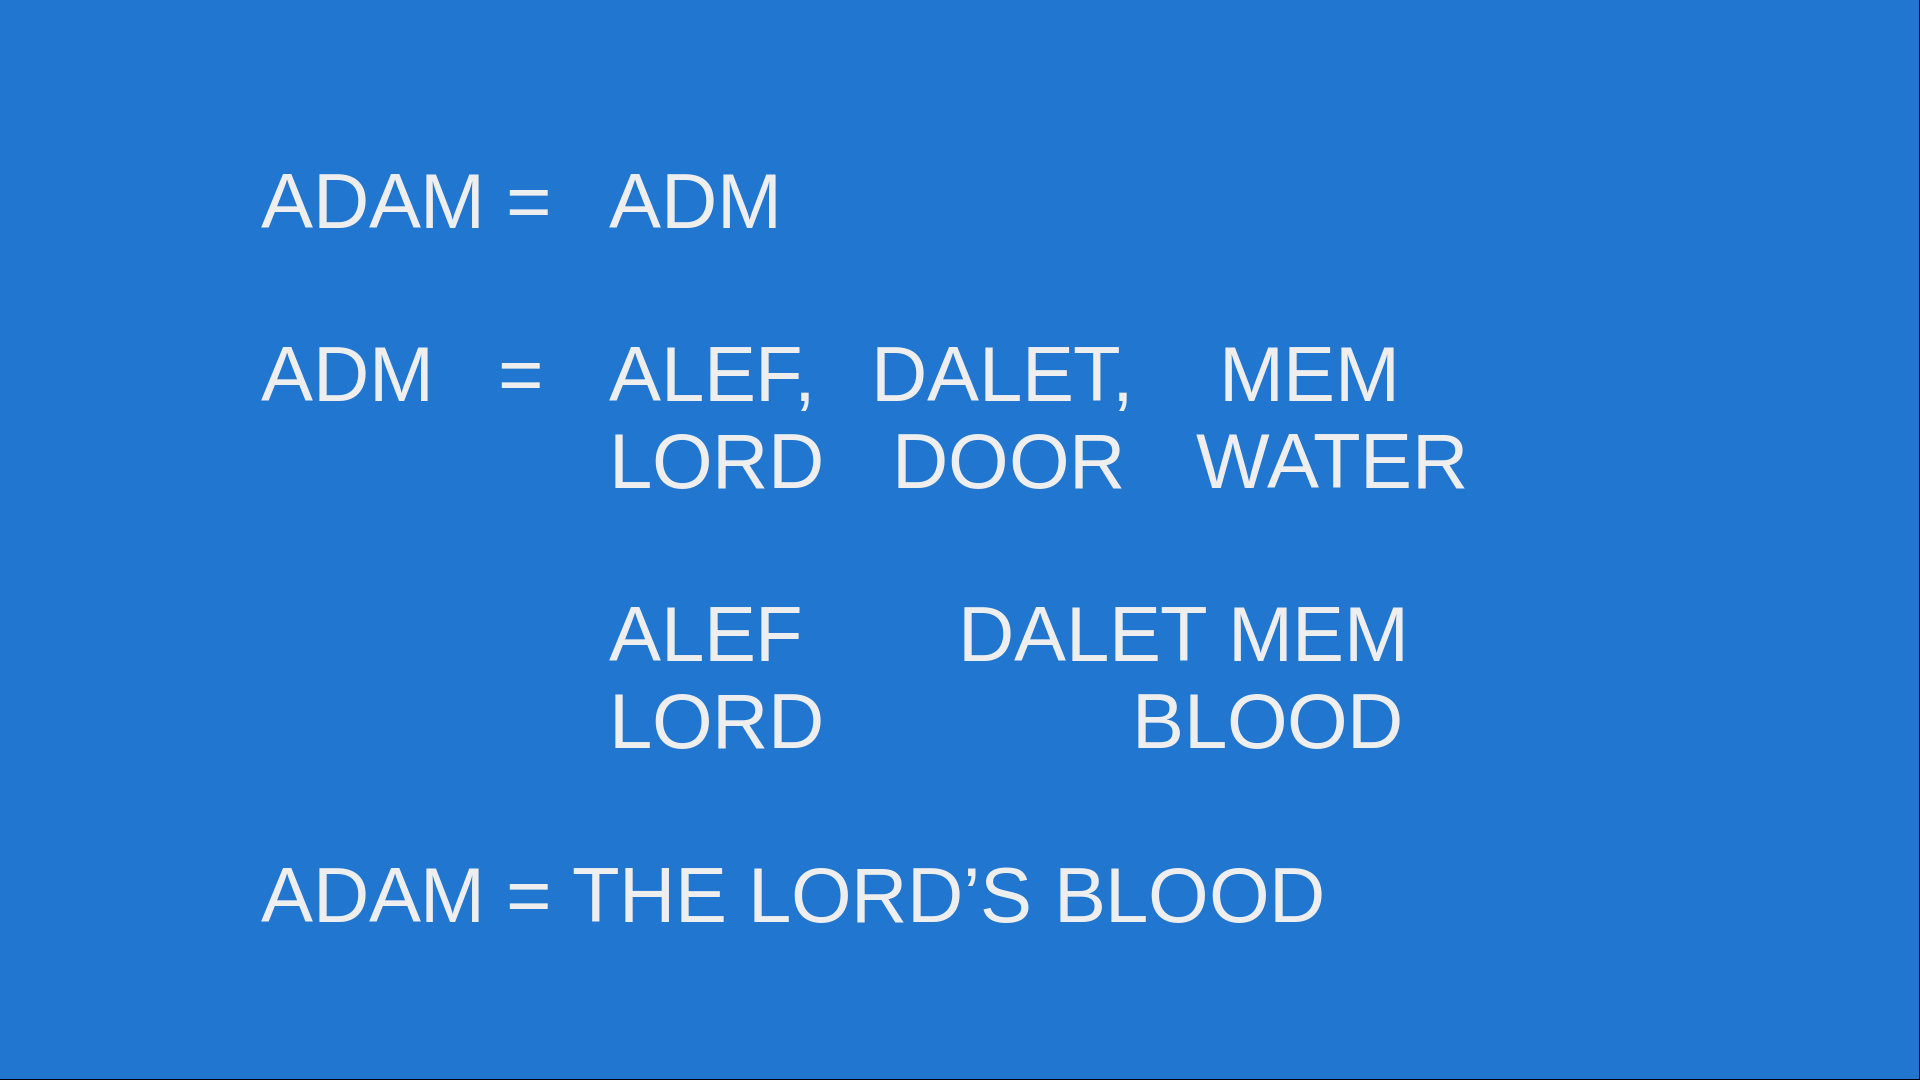 ADAM = ADM
ADM = ALEF, DALET, MEM
LORD DOOR WATER
ALEF DALET MEM
LORD BLOOD
ADAM = THE LORD’S BLOOD